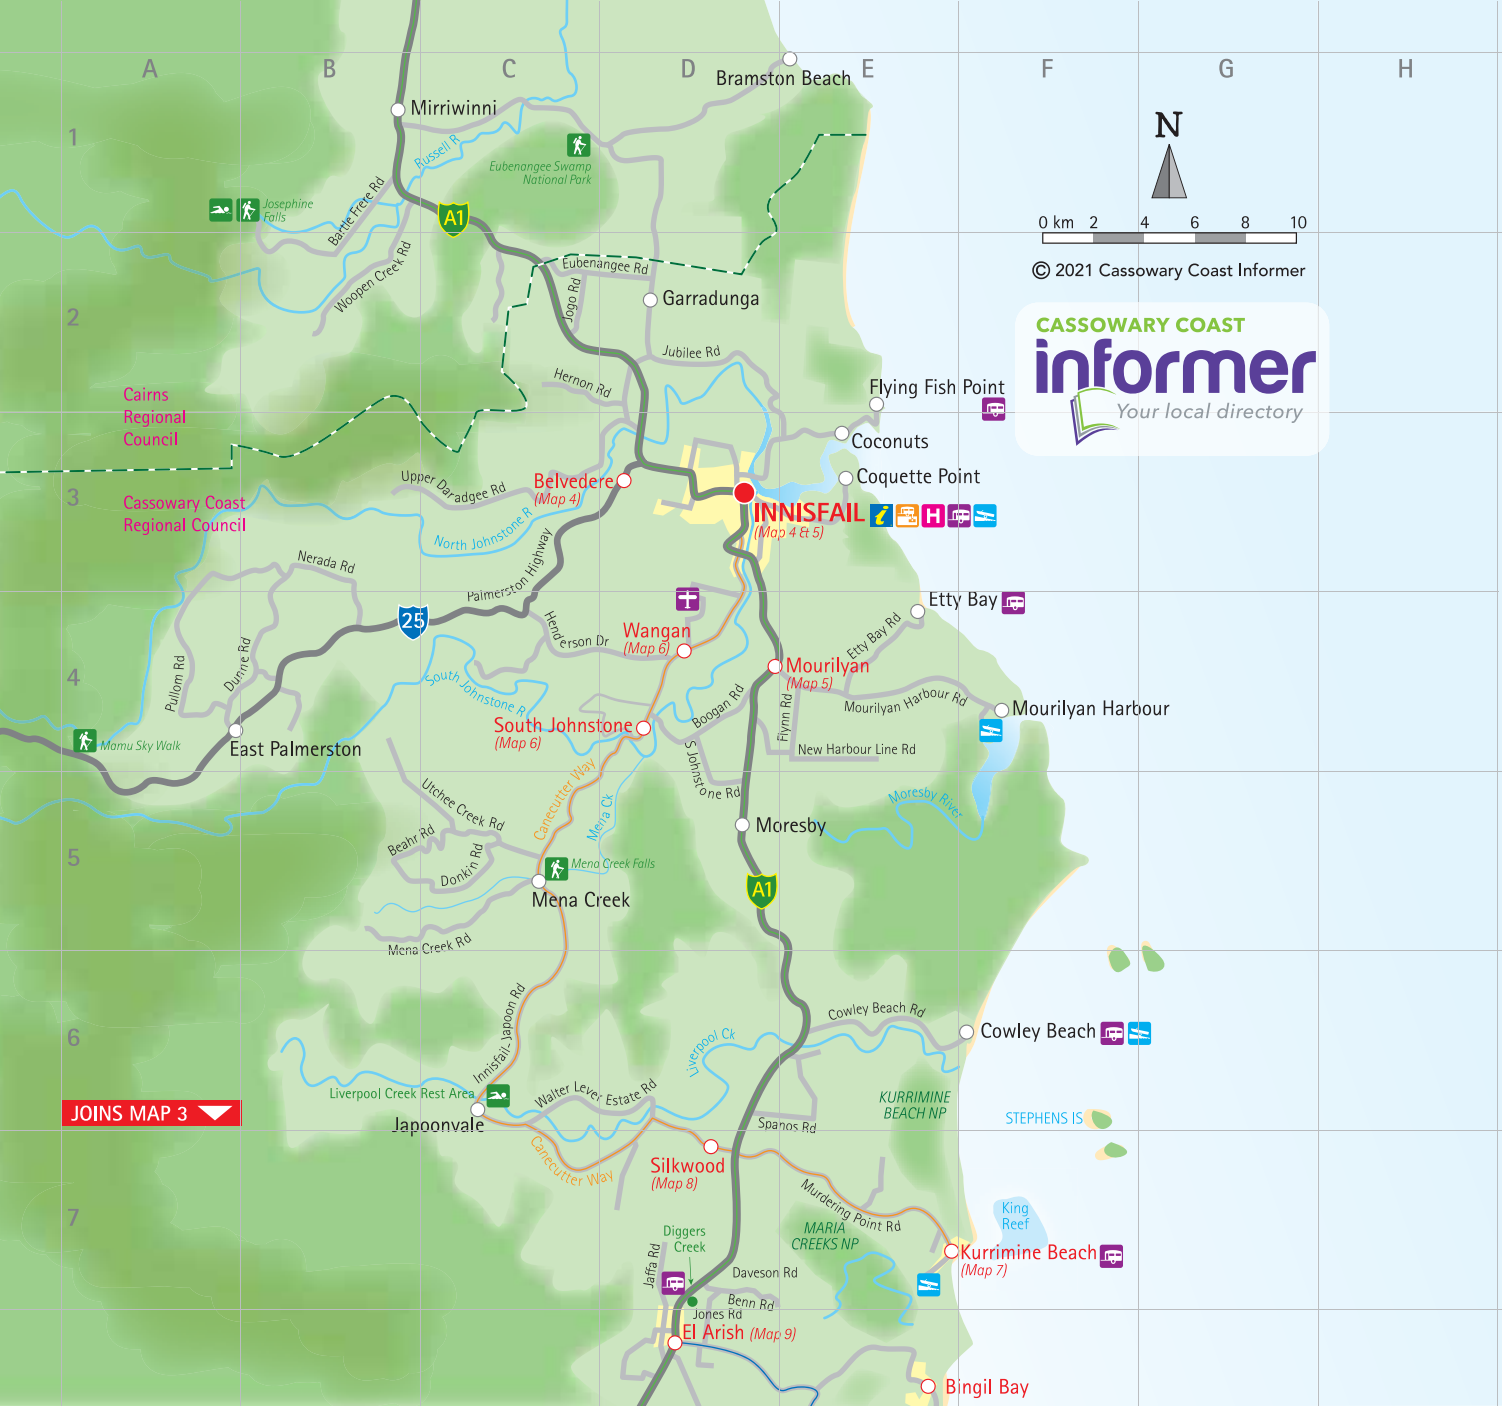 A
B
C
D
E
F
G
H
Bramston Beach
Mirriwinni
1
N
Russell R
Eubenangee Swamp
National Park
Josephine
Falls
Bartle Frere Rd
A1
0 km 2 4 6 8 10
© 2021 Cassowary Coast Informer
Woopen Creek Rd
Eubenangee Rd
Jogo Rd
Garradunga
2
CASSOWARY COAST
informer
Your local directory
Jubilee Rd
Hernon Rd
Flying Fish Point
Cairns
Regional
Council
Coconuts
Coquette Point
Upper Daradgee Rd
Belvedere
(Map 4)
3
Cassowary Coast
Regional Council
INNISFAIL
i
H
(Map 4 & 5)
North Johnstone R
Palmerston Highway
Nerada Rd
25
Etty Bay
Henderson Dr
Wangan
(Map 6)
Etty Bay Rd
Mourilyan
(Map 5)
4
Pullom Rd
Dunne Rd
South Johnstone R
Boogan Rd
Flynn Rd
Mourilyan Harbour Rd
Mourilyan Harbour
South Johnstone
(Map 6)
Mamu Sky Walk
East Palmerston
S Johnstone Rd
New Harbour Line Rd
Canecutter Way
Mena Ck
Utchee Creek Rd
Moresby River
Moresby
Beahr Rd
Donkin Rd
5
Mena Creek Falls
Mena Creek
A1
Mena Creek Rd
Innisfail-Japoon Rd
Cowley Beach Rd
Cowley Beach
6
Liverpool Ck
Liverpool Creek Rest Area
Walter Lever Estate Rd
KURRIMINE
BEACH NP
JOINS MAP 3
Japoonvale
Spanos Rd
STEPHENS IS
Canecutter Way
Silkwood
(Map 8)
Murdering Point Rd
7
King
Reef
Diggers
Creek
MARIA
CREEKS NP
Kurrimine Beach
(Map 7)
Jaffa Rd
Daveson Rd
Benn Rd
Jones Rd
El Arish (Map 9)
Bingil Bay